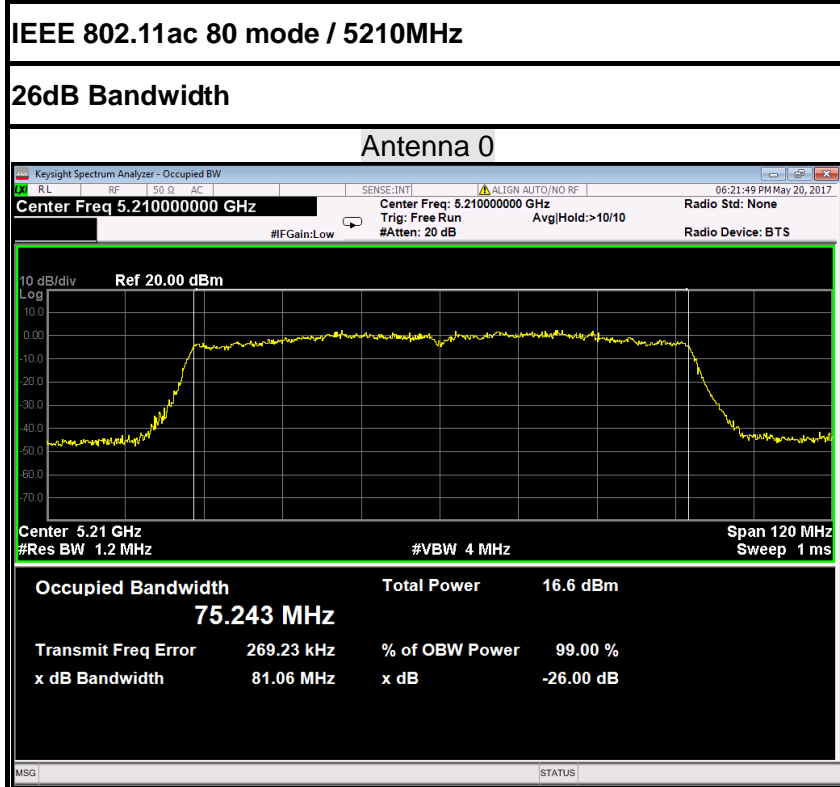 IEEE 802.11ac 80 mode / 5210MHz
26dB Bandwidth
Antenna 0
Keysight Spectrum Analyzer - Occupied BW
LXI RL RF 50 Ω AC SENSE:INT ALIGN AUTO/NO RF 06:21:49 PM May 20, 2017
Center Freq 5.210000000 GHz Center Freq: 5.210000000 GHz Radio Std: None
Trig: Free Run Avg|Hold:>10/10
#IFGain:Low #Atten: 20 dB Radio Device: BTS
10 dB/div Ref 20.00 dBm
Log
10.0
0.00
-10.0
-20.0
-30.0
-40.0
-50.0
-60.0
-70.0
Center 5.21 GHz Span 120 MHz
#Res BW 1.2 MHz #VBW 4 MHz Sweep 1 ms
Occupied Bandwidth Total Power 16.6 dBm
75.243 MHz
Transmit Freq Error 269.23 kHz % of OBW Power 99.00 %
x dB Bandwidth 81.06 MHz x dB -26.00 dB
MSG STATUS